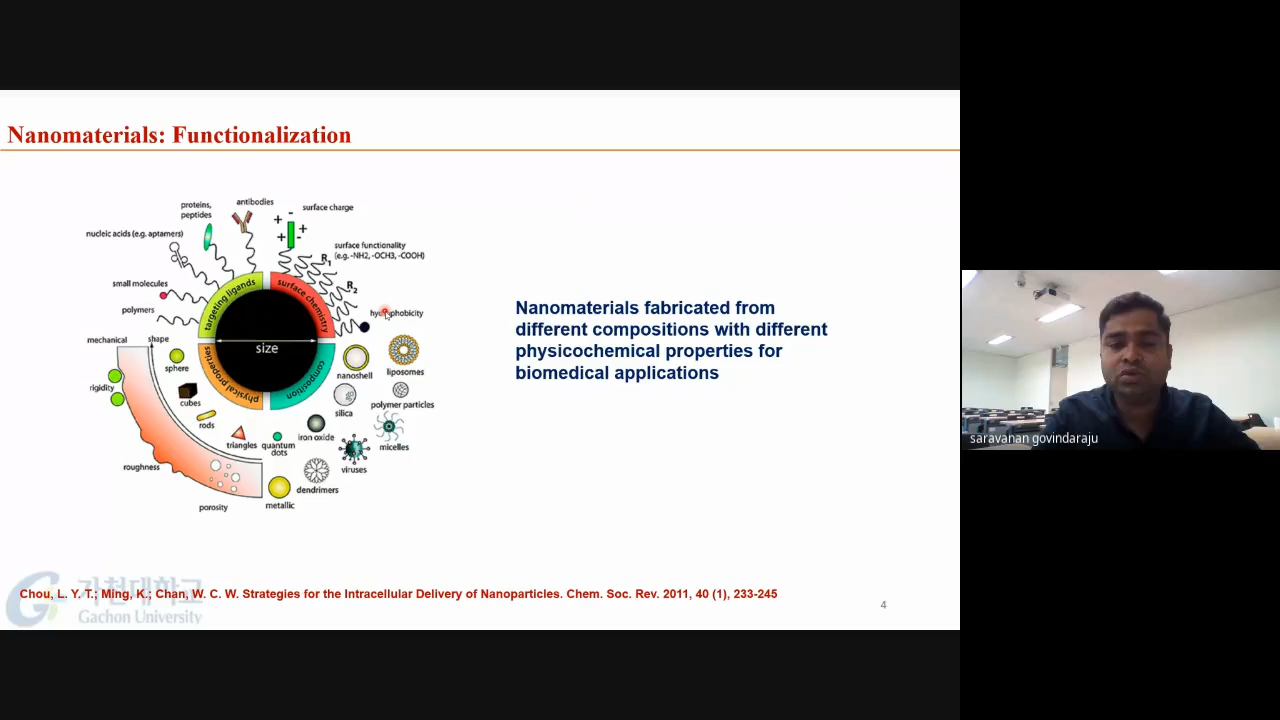 Nanomaterials: Functionalization
proteins,
peptides
antibodies
surface charge
nucleic acids (e.g. aptamers)
surface functionality
(e.g. -NH2, -OCH3, -COOH)
R1
R2
small molecules
polymers
targeting ligands
surface chemistry
size
physical properties
composition
mechanical
shape
rigidity
roughness
porosity
sphere
cubes
rods
triangles
quantum
dots
nanoshell
liposomes
silica
polymer particles
iron oxide
micelles
viruses
dendrimers
metallic
Nanomaterials fabricated from
different compositions with different
physicochemical properties for
biomedical applications
saravanan govindaraju
가천대학교
Gachon University
Chou, L. Y. T.; Ming, K.; Chan, W. C. W. Strategies for the Intracellular Delivery of Nanoparticles. Chem. Soc. Rev. 2011, 40 (1), 233-245
4